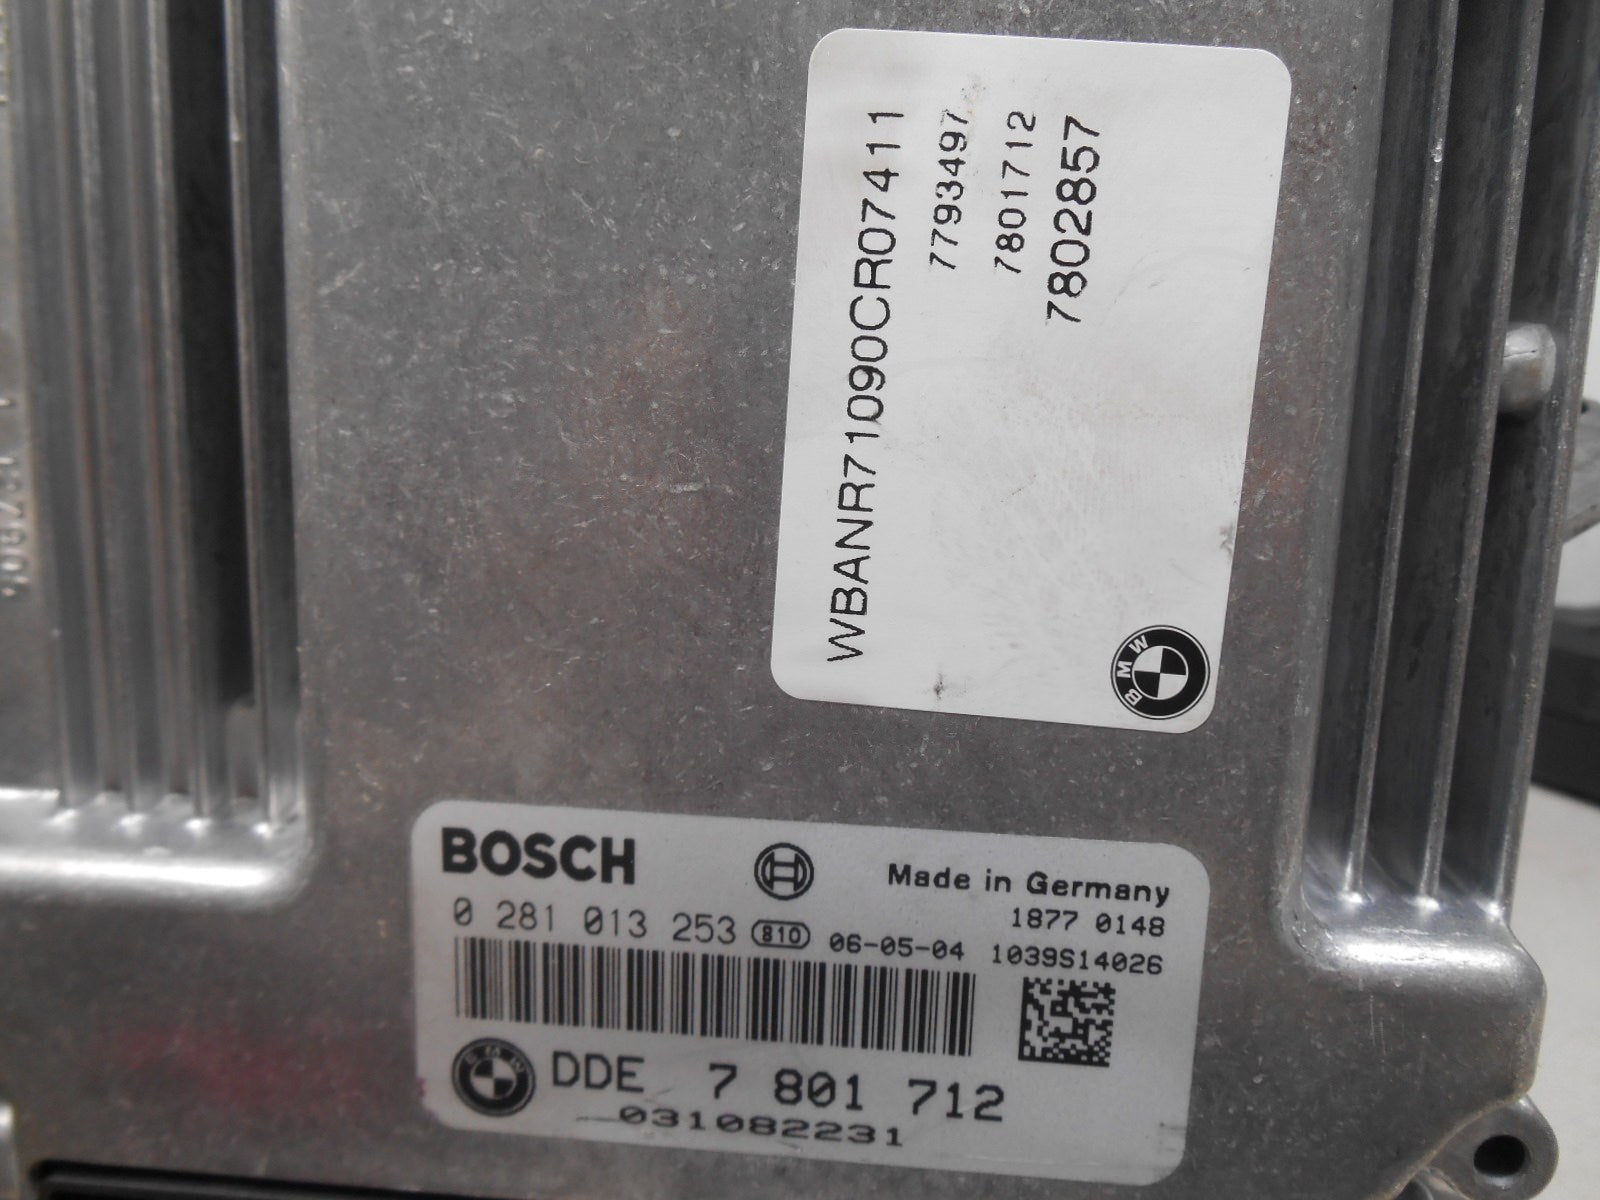 WBANR71090CR07411
7793497
7801712
7802857
BMW
BOSCH
Made in Germany
0 281 013 253 810 06-05-04
1877 0148
1039S14026
BMW
DDE 7 801 712
031082231